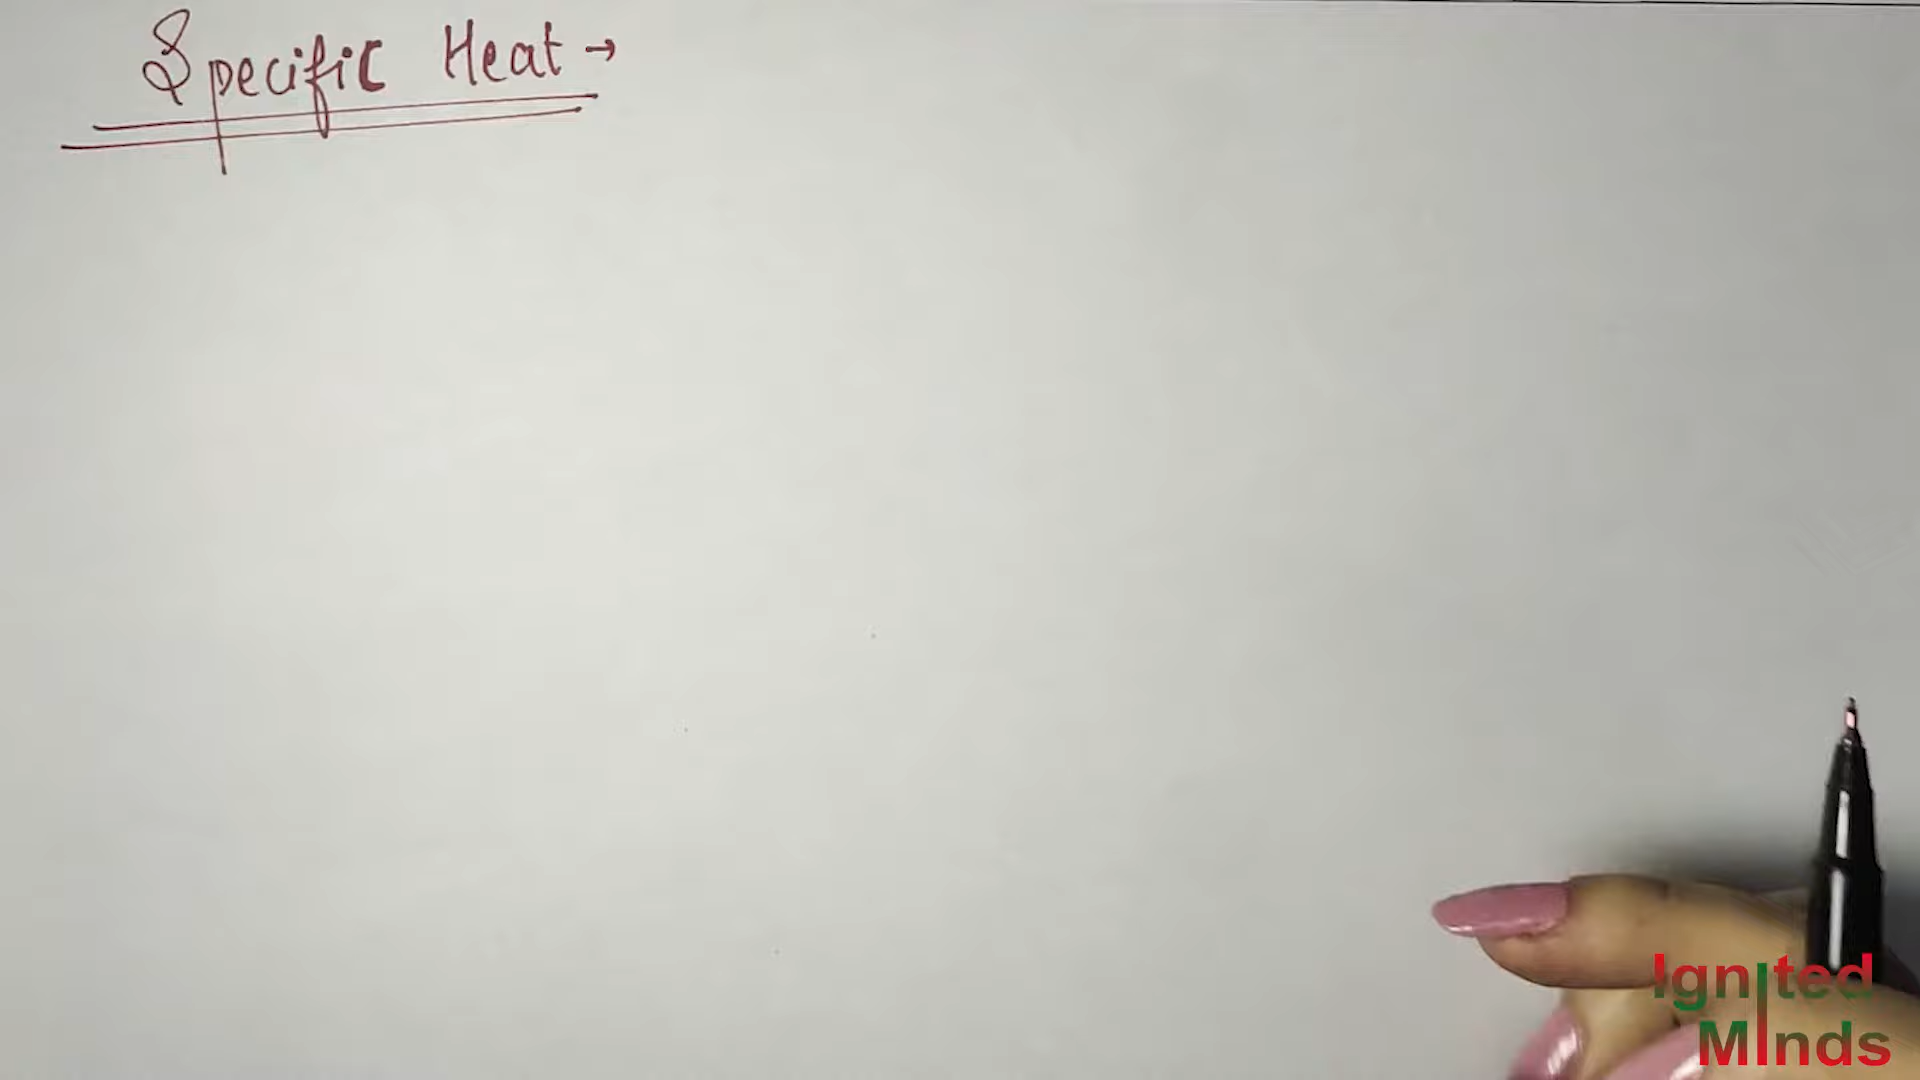 Specific Heat →
Ignited
Minds